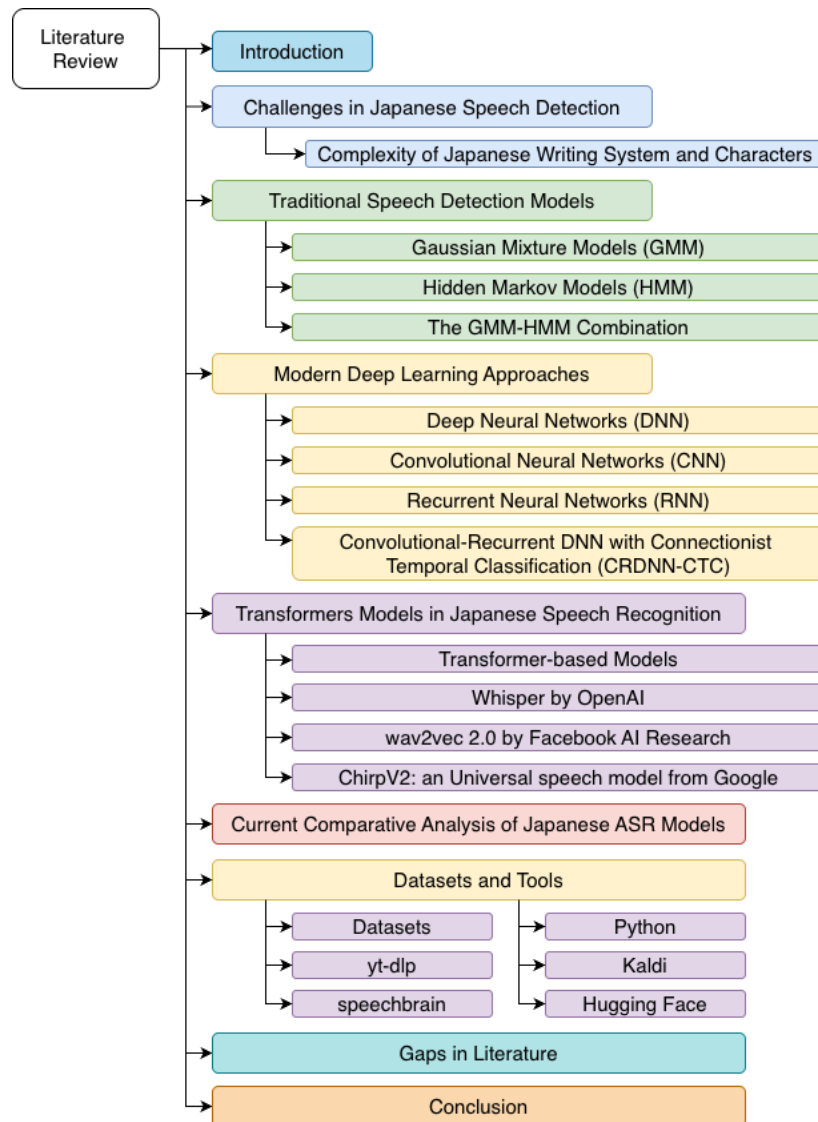 Literature
Review
Introduction
Challenges in Japanese Speech Detection
Complexity of Japanese Writing System and Characters
Traditional Speech Detection Models
Gaussian Mixture Models (GMM)
Hidden Markov Models (HMM)
The GMM-HMM Combination
Modern Deep Learning Approaches
Deep Neural Networks (DNN)
Convolutional Neural Networks (CNN)
Recurrent Neural Networks (RNN)
Convolutional-Recurrent DNN with Connectionist
Temporal Classification (CRDNN-CTC)
Transformers Models in Japanese Speech Recognition
Transformer-based Models
Whisper by OpenAI
wav2vec 2.0 by Facebook AI Research
ChirpV2: an Universal speech model from Google
Current Comparative Analysis of Japanese ASR Models
Datasets and Tools
Datasets
yt-dlp
speechbrain
Python
Kaldi
Hugging Face
Gaps in Literature
Conclusion